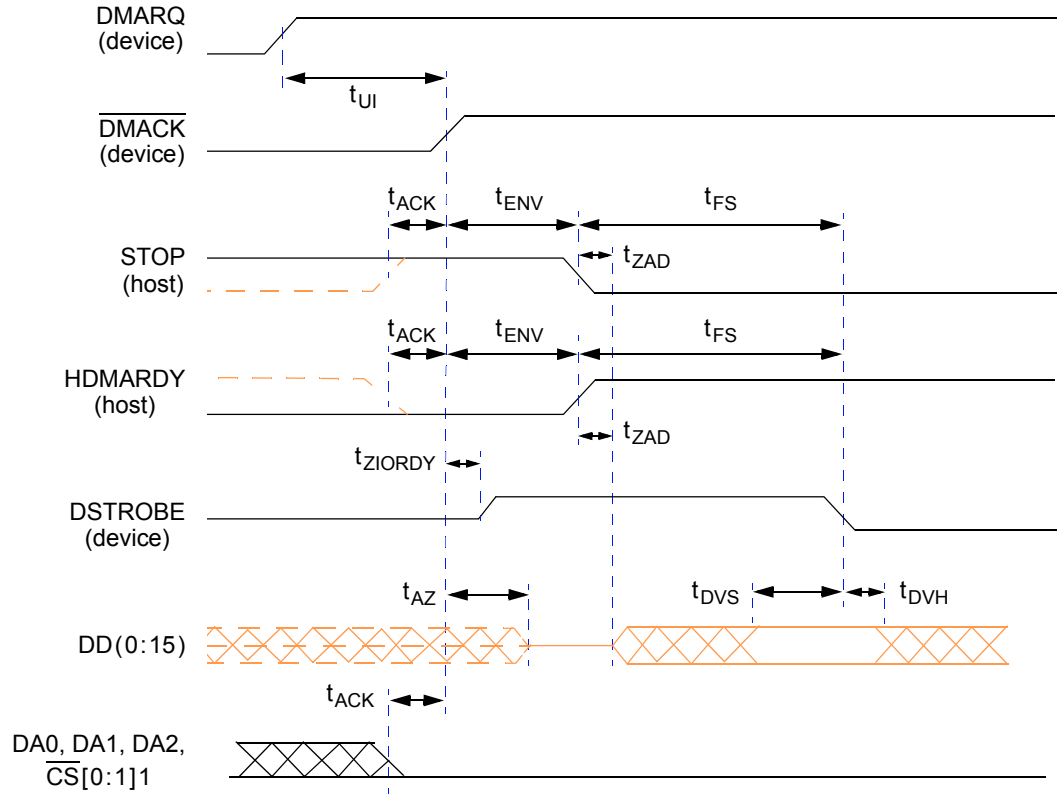 DMARQ
(device)
tUI
DMACK
(device)
tACK
tENV
tFS
STOP
(host)
tZAD
tACK
tENV
tFS
HDMARDY
(host)
tZAD
tZIORDY
DSTROBE
(device)
tAZ
tDVS
tDVH
DD(0:15)
tACK
DA0, DA1, DA2,
CS[0:1]1